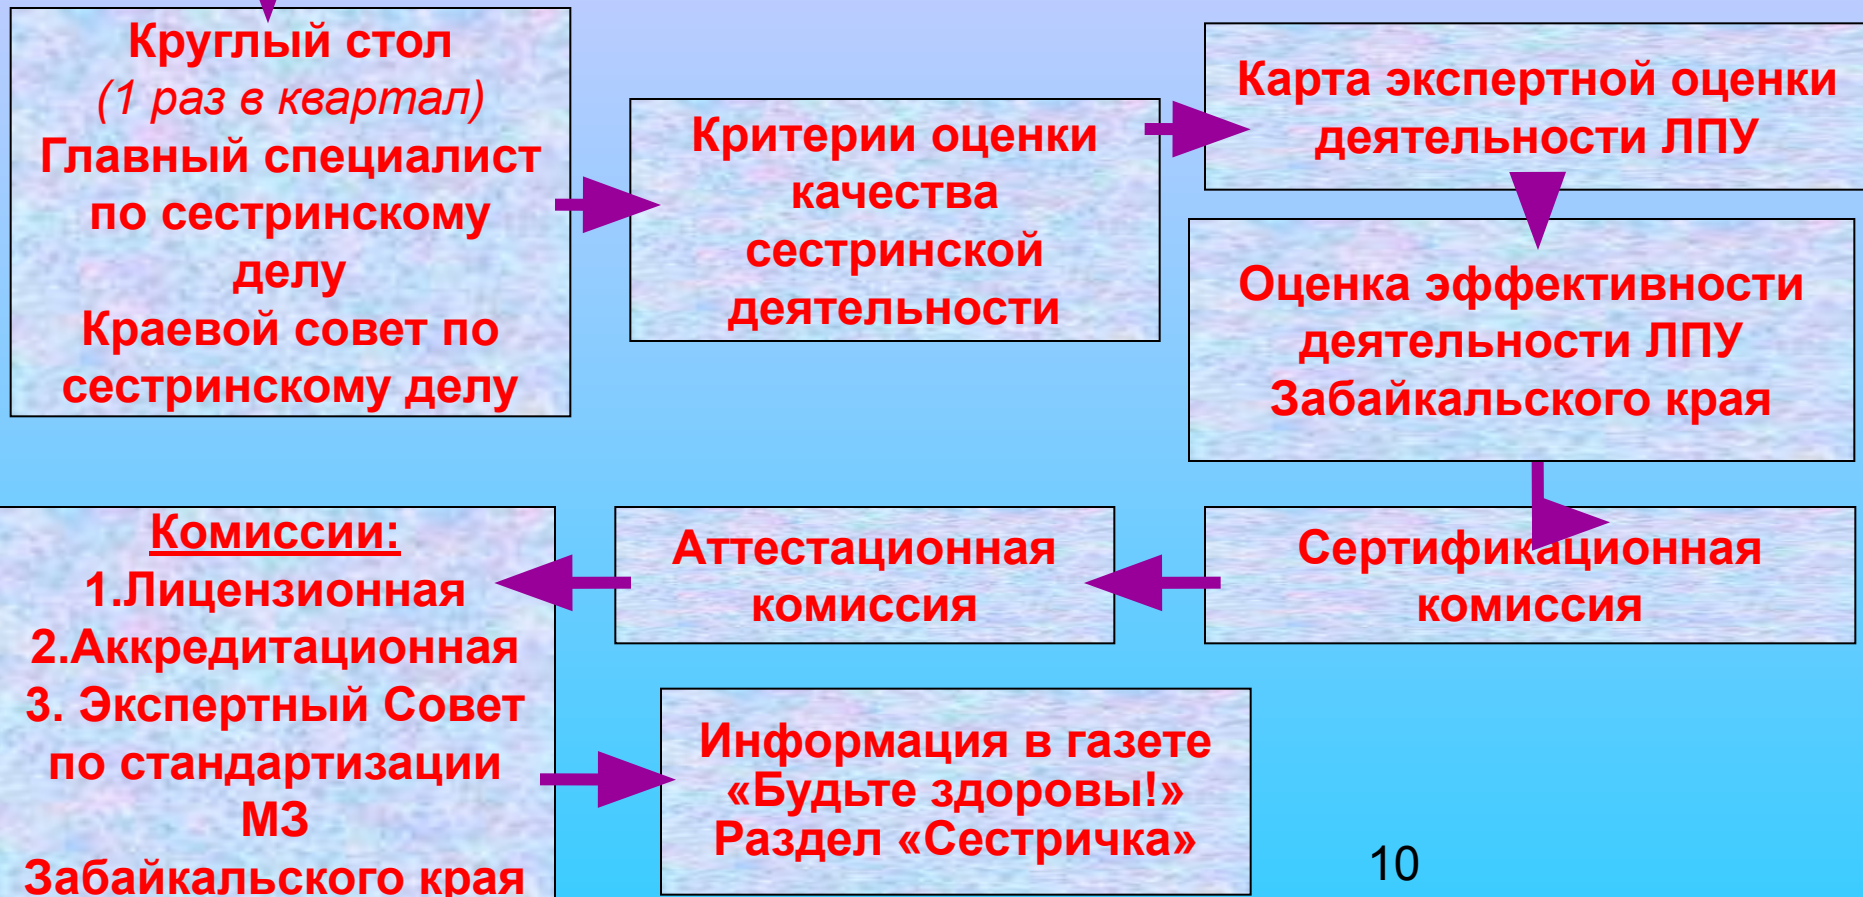 Круглый стол
(1 раз в квартал)
Главный специалист
по сестринскому
делу
Краевой совет по
сестринскому делу
Критерии оценки
качества
сестринской
деятельности
Карта экспертной оценки
деятельности ЛПУ
Оценка эффективности
деятельности ЛПУ
Забайкальского края
Сертификационная
комиссия
Аттестационная
комиссия
Комиссии:
1.Лицензионная
2.Аккредитационная
3. Экспертный Совет
по стандартизации
МЗ
Забайкальского края
Информация в газете
«Будьте здоровы!»
Раздел «Сестричка»
10